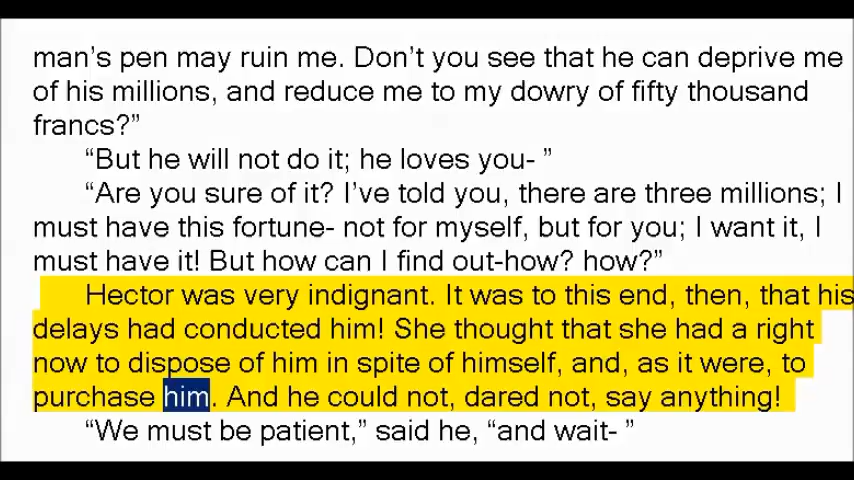 man’s pen may ruin me. Don’t you see that he can deprive me
of his millions, and reduce me to my dowry of fifty thousand
francs?”
“But he will not do it; he loves you- ”
“Are you sure of it? I’ve told you, there are three millions; I
must have this fortune- not for myself, but for you; I want it, I
must have it! But how can I find out-how? how?”
Hector was very indignant. It was to this end, then, that his
delays had conducted him! She thought that she had a right
now to dispose of him in spite of himself, and, as it were, to
purchase him. And he could not, dared not, say anything!
“We must be patient,” said he, “and wait- ”